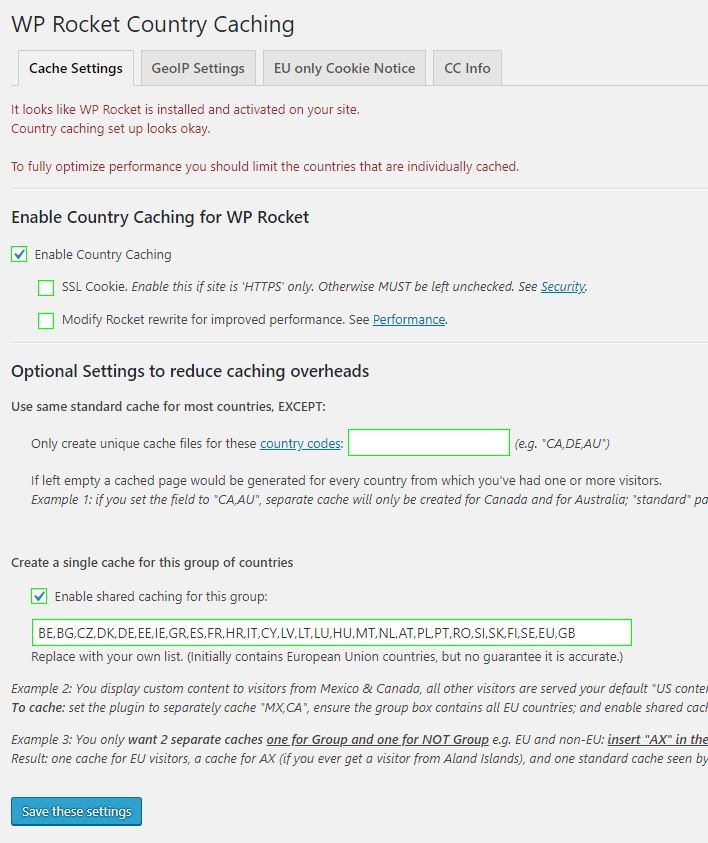 WP Rocket Country Caching
Cache Settings GeoIP Settings EU only Cookie Notice CC Info
It looks like WP Rocket is installed and activated on your site.
Country caching set up looks okay.
To fully optimize performance you should limit the countries that are individually cached.
Enable Country Caching for WP Rocket
Enable Country Caching
SSL Cookie. Enable this if site is 'HTTPS' only. Otherwise MUST be left unchecked. See Security.
Modify Rocket rewrite for improved performance. See Performance.
Optional Settings to reduce caching overheads
Use same standard cache for most countries, EXCEPT:
Only create unique cache files for these country codes: (e.g. "CA,DE,AU")
If left empty a cached page would be generated for every country from which you've had one or more visitors.
Example 1: if you set the field to "CA,AU", separate cache will only be created for Canada and for Australia; "standard" pa
Create a single cache for this group of countries
Enable shared caching for this group:
BE,BG,CZ,DK,DE,EE,IE,GR,ES,FR,HR,IT,CY,LV,LT,LU,HU,MT,NL,AT,PL,PT,RO,SI,SK,FI,SE,EU,GB
Replace with your own list. (Initially contains European Union countries, but no guarantee it is accurate.)
Example 2: You display custom content to visitors from Mexico & Canada, all other visitors are served your default "US conter
To cache: set the plugin to separately cache "MX,CA", ensure the group box contains all EU countries; and enable shared cach
Example 3: You only want 2 separate caches one for Group and one for NOT Group e.g. EU and non-EU: insert "AX" in the
Result: one cache for EU visitors, a cache for AX (if you ever get a visitor from Aland Islands), and one standard cache seen by
Save these settings